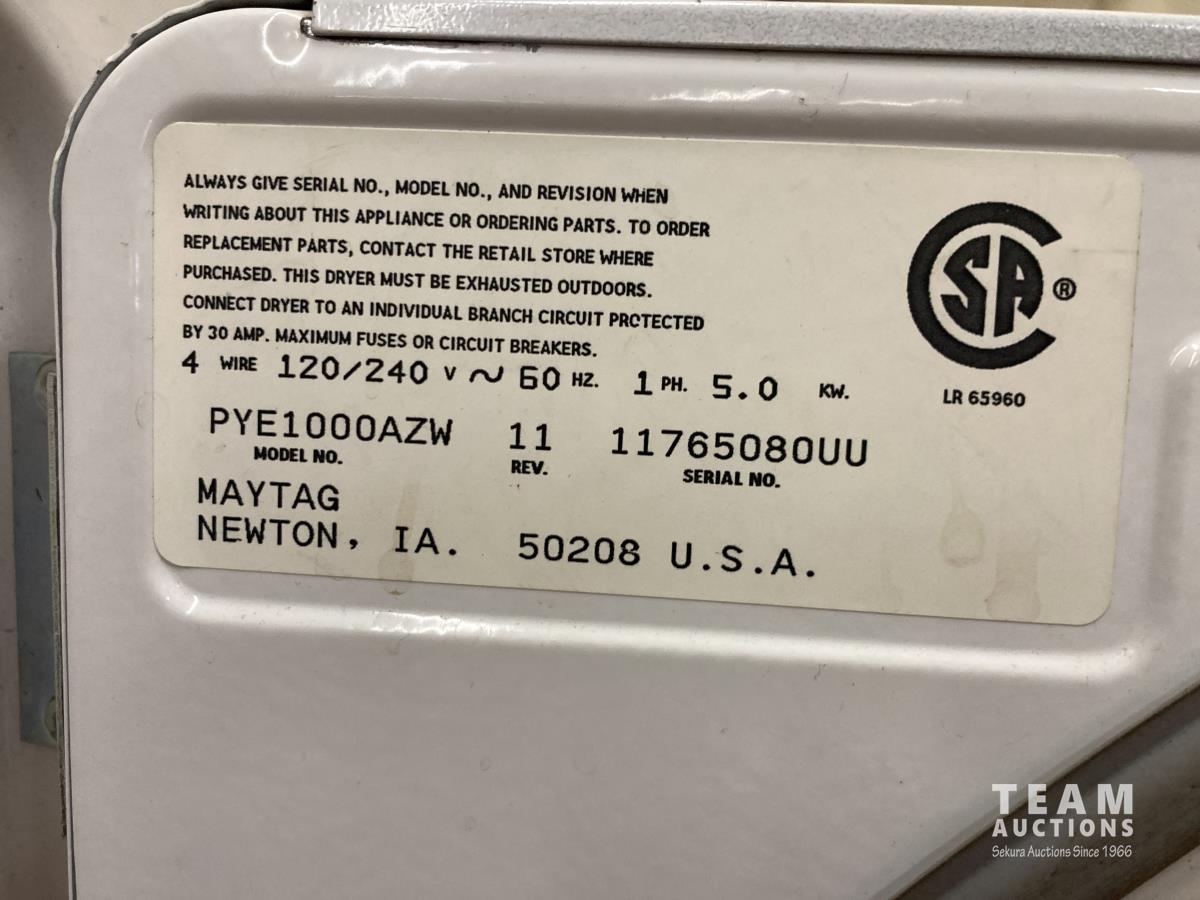 ALWAYS GIVE SERIAL NO., MODEL NO., AND REVISION WHEN
WRITING ABOUT THIS APPLIANCE OR ORDERING PARTS. TO ORDER
REPLACEMENT PARTS, CONTACT THE RETAIL STORE WHERE
PURCHASED. THIS DRYER MUST BE EXHAUSTED OUTDOORS.
CONNECT DRYER TO AN INDIVIDUAL BRANCH CIRCUIT PROTECTED
BY 30 AMP. MAXIMUM FUSES OR CIRCUIT BREAKERS.
4 WIRE 120/240 V ~ 60 HZ. 1 PH. 5.0 KW.
PYE1000AZW 11 11765080UU
MODEL NO. REV. SERIAL NO.
MAYTAG
NEWTON, IA. 50208 U.S.A.
CSA®
LR 65960
TEAM
AUCTIONS
Sekura Auctions Since 1966